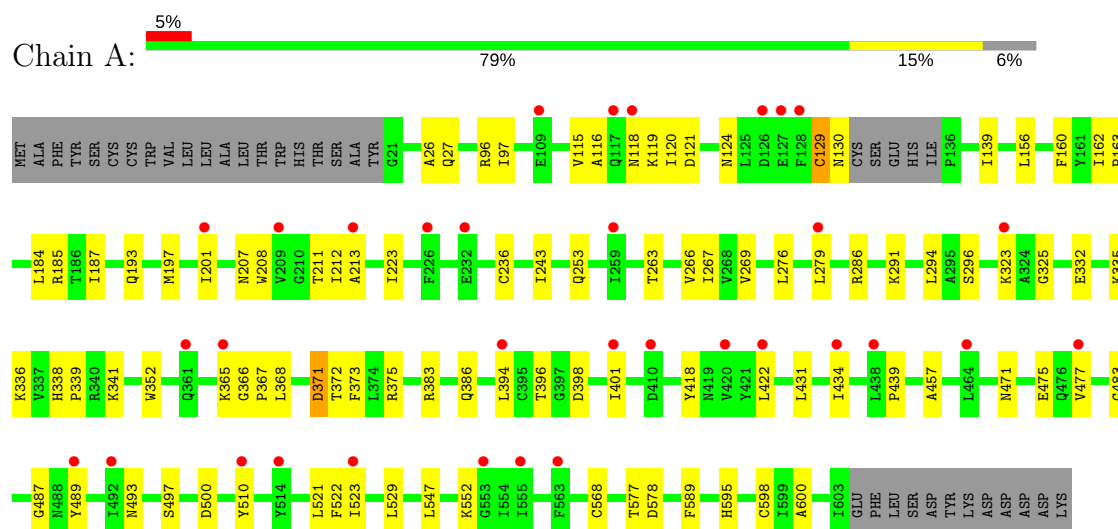 5%
Chain A:
79% 15% 6%
MET ALA PHE TYR SER CYS CYS TRP VAL LEU LEU ALA LEU THR TRP HIS THR SER ALA TYR G21 A26 Q27 R96 I97 E109 V115 A116 Q117 N118 K119 I120 D121 N124 L125 D126 E127 F128 C129 N130 CYS SER GLU HIS ILE P136 I139 L156 F160 Y161 I162
L184 R185 T186 I187 Q193 M197 I201 N207 W208 V209 G210 T211 I212 A213 I223 F226 E232 C236 I243 Q253 I259 T263 V266 I267 V268 V269 L276 L279 R286 K291 L294 A295 S296 K323 A324 G325 E332
K336 V337 H338 P339 R340 K341 W352 Q361 K365 G366 P367 L368 D371 T372 F373 L374 R375 R383 Q386 L394 C395 T396 G397 D398 I401 D410 Y418 N419 V420 Y421 L422 L431 I434 L438 P439 A457 L464 N471 E475 Q476 V477
G487 N488 Y489 I492 N493 S497 D500 Y510 Y514 L521 F522 I523 L529 L547 K552 G553 I554 I555 F563 C568 T577 D578 F589 H595 C598 I599 A600 I603 GLU PHE LEU SER ASP TYR LYS ASP ASP ASP ASP LYS